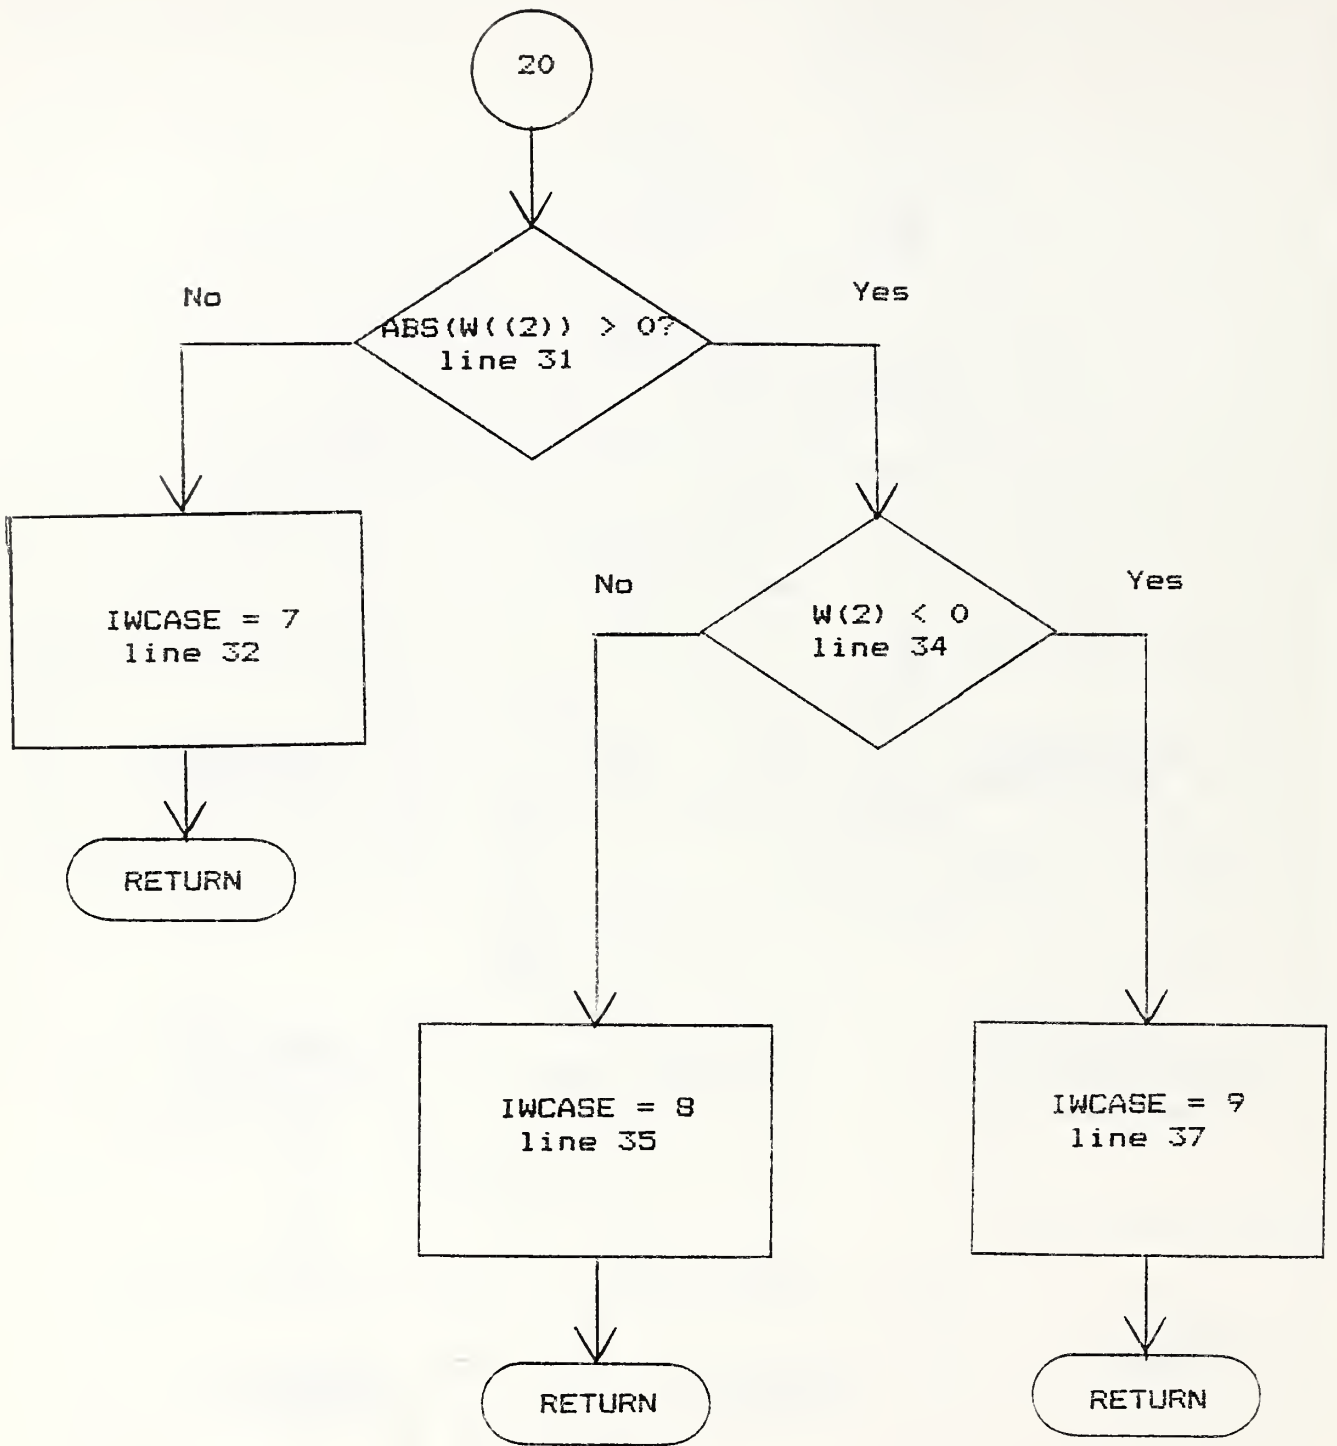 20
No
Yes
ABS(W((2)) > 0?
line 31
No
Yes
W(2) < 0
line 34
IWCASE = 7
line 32
RETURN
IWCASE = 8
line 35
IWCASE = 9
line 37
RETURN
RETURN